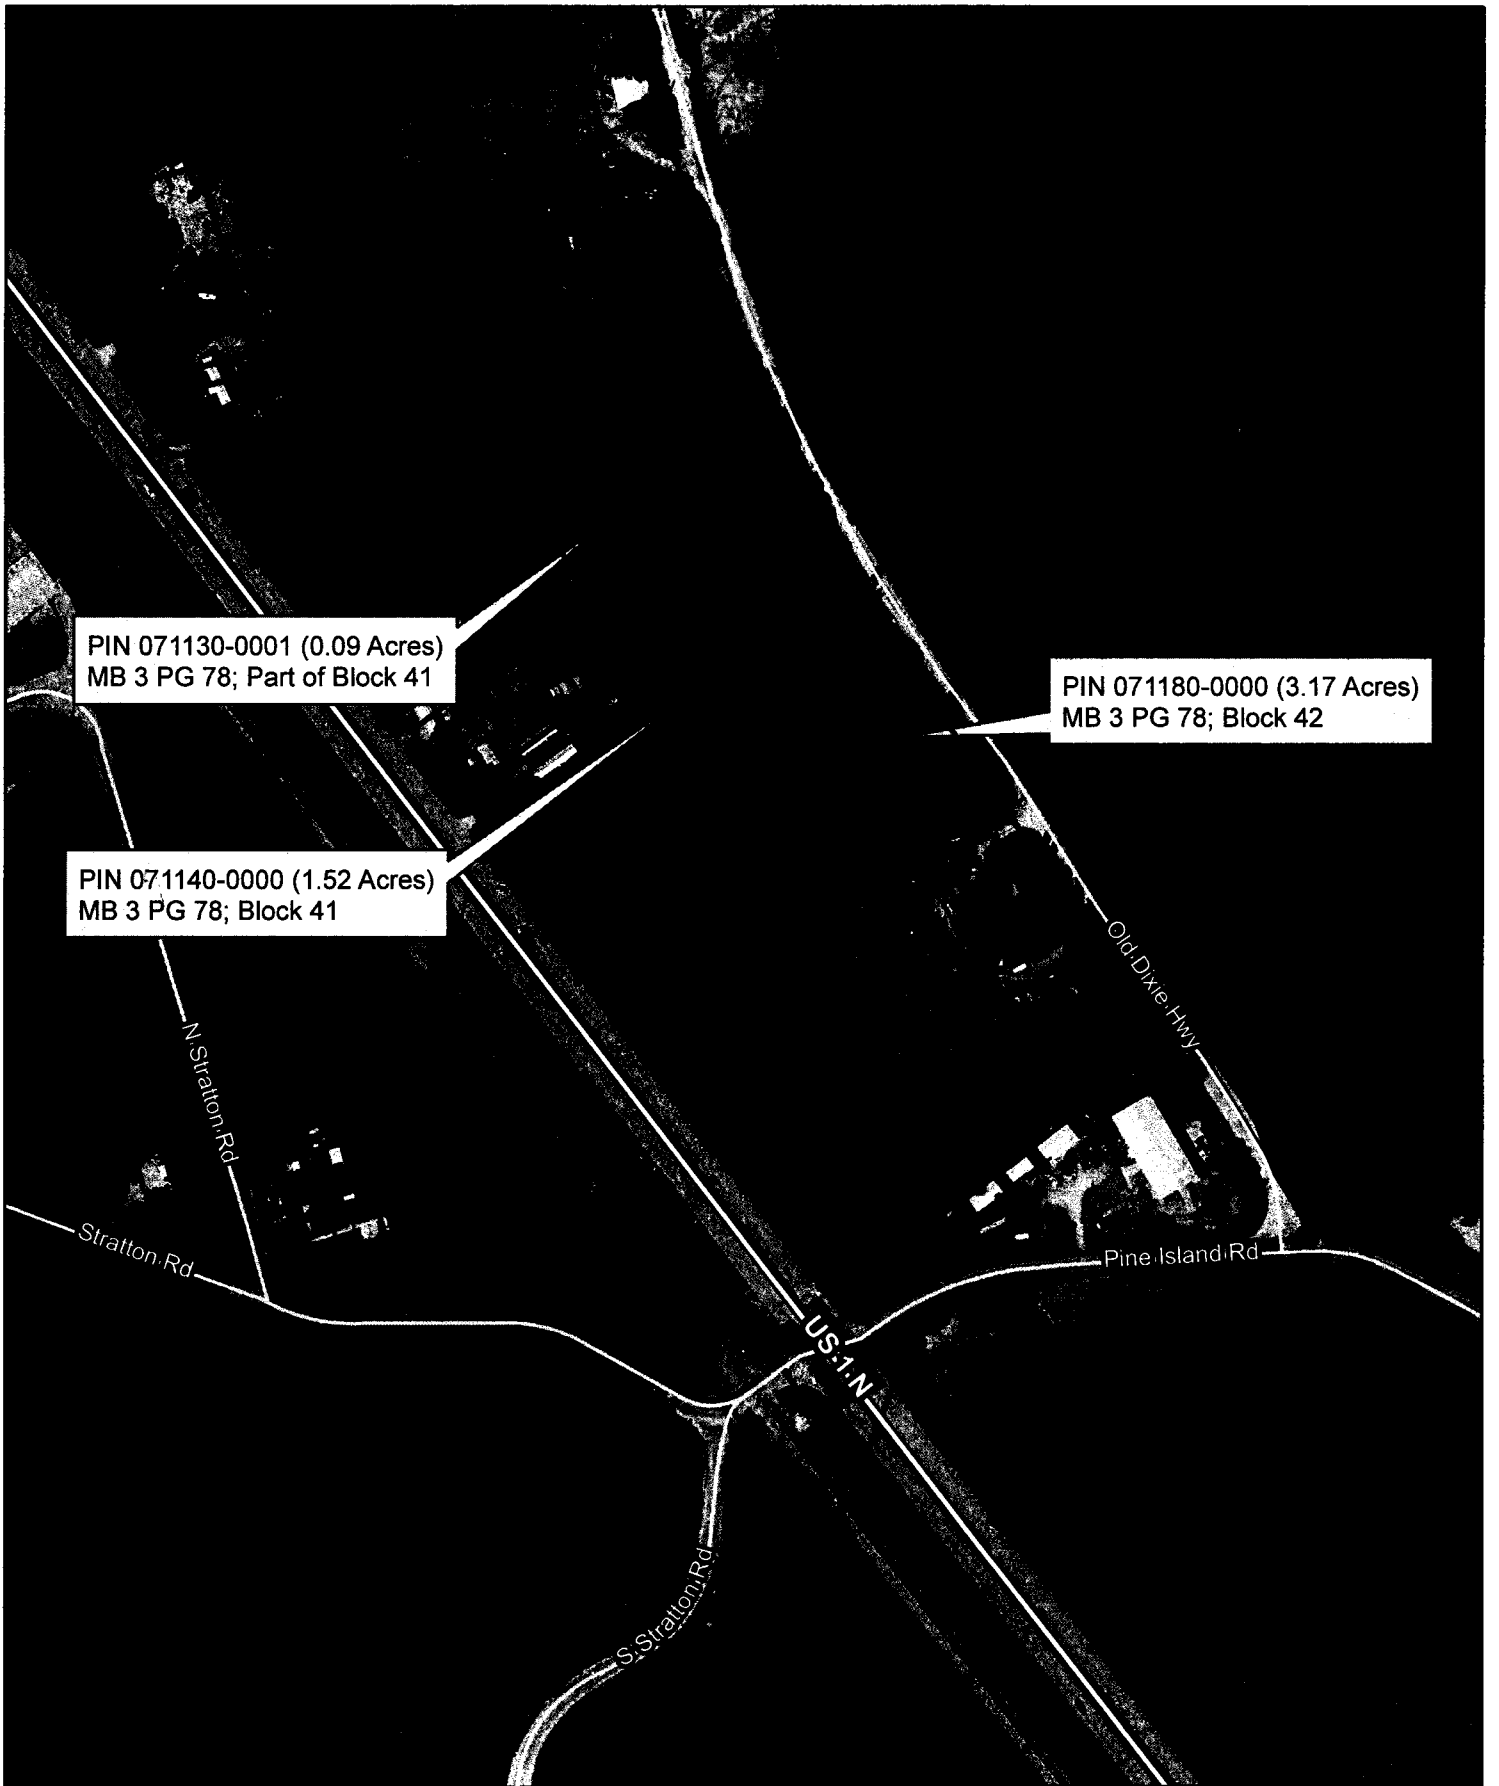 PIN 071130-0001 (0.09 Acres)
MB 3 PG 78; Part of Block 41
PIN 071180-0000 (3.17 Acres)
MB 3 PG 78; Block 42
PIN 071140-0000 (1.52 Acres)
MB 3 PG 78; Block 41
Old Dixie Hwy
N Stratton Rd
Stratton Rd
Pine Island Rd
US 1 N
S Stratton Rd